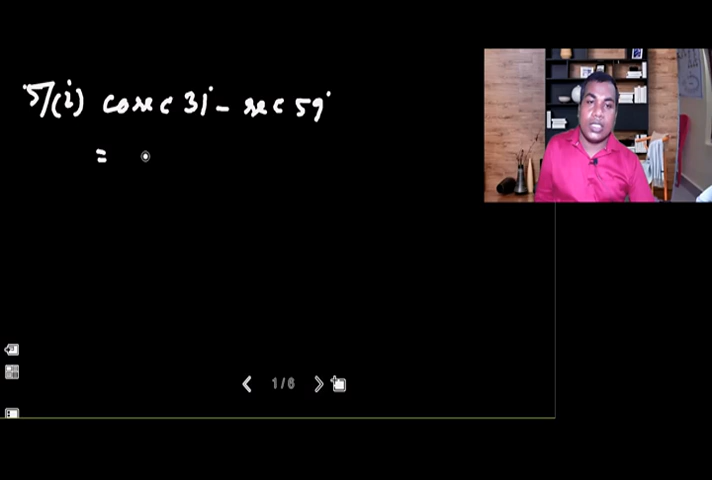 5/(i) cosec 31° - sec 59°
=
1/6